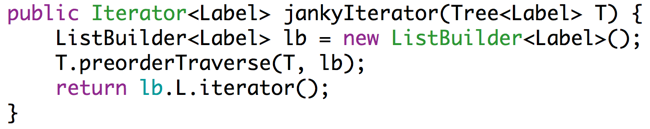 public Iterator<Label> jankyIterator(Tree<Label> T) {
    ListBuilder<Label> lb = new ListBuilder<Label>();
    T.preorderTraverse(T, lb);
    return lb.L.iterator();
}